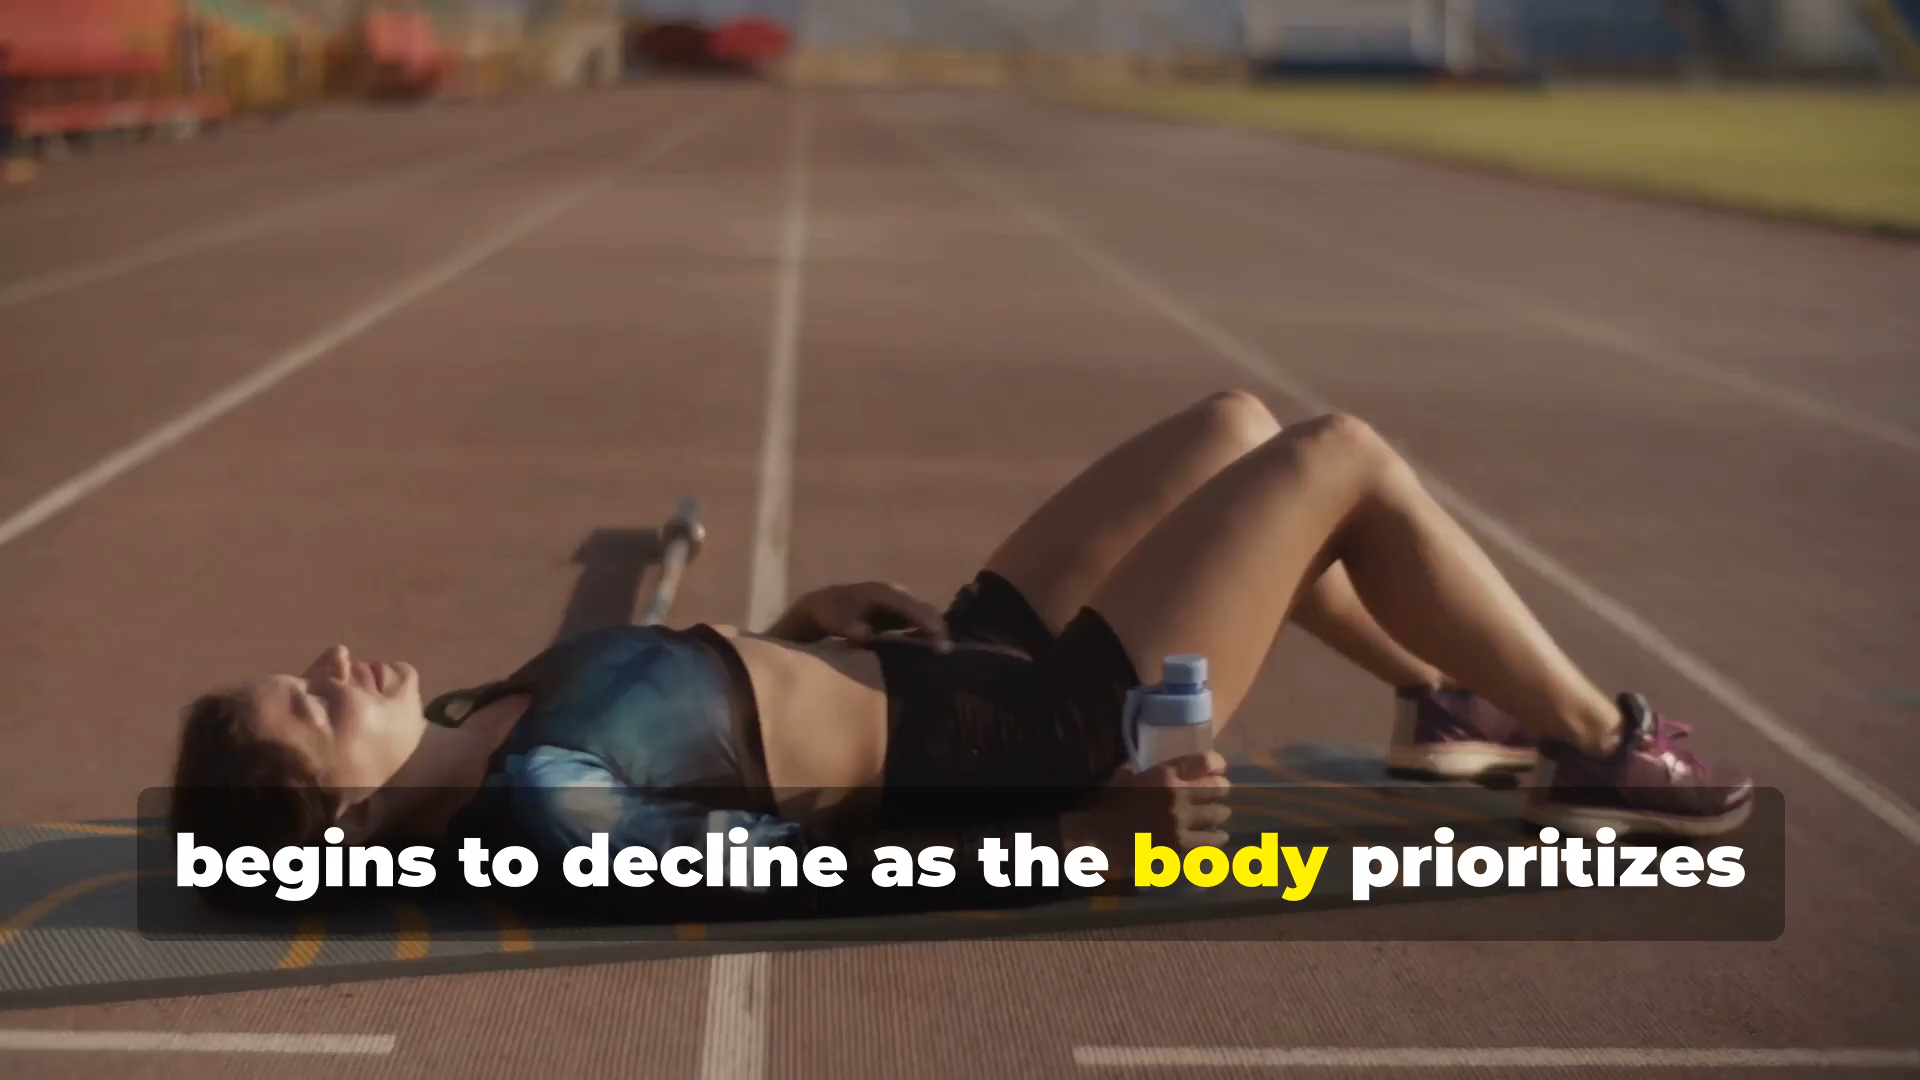 begins to decline as the body prioritizes